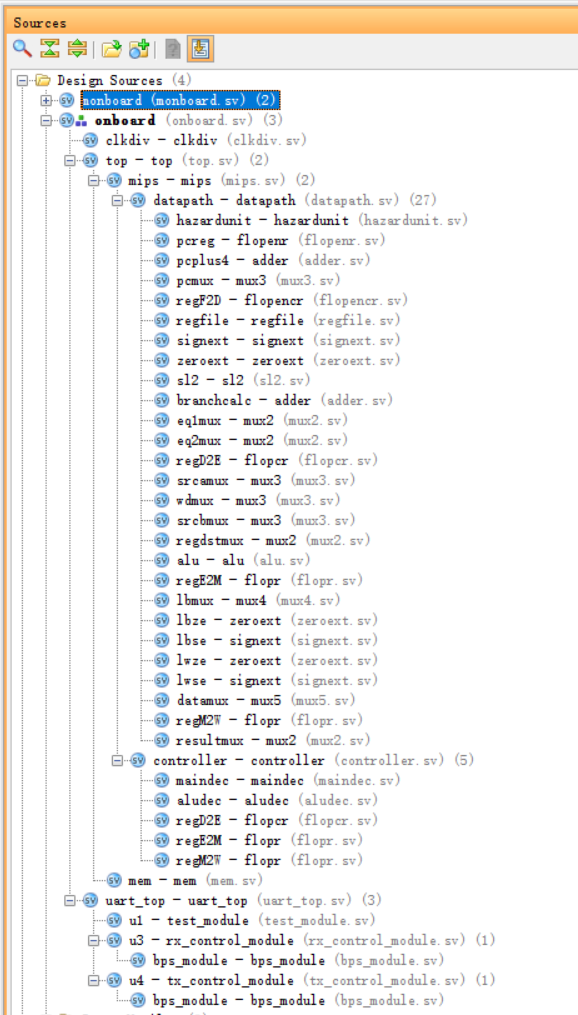 Sources
Design Sources (4)
monboard (monboard.sv) (2)
onboard (onboard.sv) (3)
clkdiv - clkdiv (clkdiv.sv)
top - top (top.sv) (2)
mips - mips (mips.sv) (2)
datapath - datapath (datapath.sv) (27)
hazardunit - hazardunit (hazardunit.sv)
pcreg - flopenr (flopenr.sv)
pcplus4 - adder (adder.sv)
pcmux - mux3 (mux3.sv)
regF2D - flopencr (flopencr.sv)
regfile - regfile (regfile.sv)
signext - signext (signext.sv)
zeroext - zeroext (zeroext.sv)
sl2 - sl2 (sl2.sv)
branchcalc - adder (adder.sv)
eq1mux - mux2 (mux2.sv)
eq2mux - mux2 (mux2.sv)
regD2E - flopcr (flopcr.sv)
srcamux - mux3 (mux3.sv)
wdmux - mux3 (mux3.sv)
srcbmux - mux3 (mux3.sv)
regdstmux - mux2 (mux2.sv)
alu - alu (alu.sv)
regE2M - flopr (flopr.sv)
lbmux - mux4 (mux4.sv)
lbze - zeroext (zeroext.sv)
lbse - signext (signext.sv)
lwze - zeroext (zeroext.sv)
lwse - signext (signext.sv)
datamux - mux5 (mux5.sv)
regM2W - flopr (flopr.sv)
resultmux - mux2 (mux2.sv)
controller - controller (controller.sv) (5)
maindec - maindec (maindec.sv)
aludec - aludec (aludec.sv)
regD2E - flopcr (flopcr.sv)
regE2M - flopr (flopr.sv)
regM2W - flopr (flopr.sv)
mem - mem (mem.sv)
uart_top - uart_top (uart_top.sv) (3)
u1 - test_module (test_module.sv)
u3 - rx_control_module (rx_control_module.sv) (1)
bps_module - bps_module (bps_module.sv)
u4 - tx_control_module (tx_control_module.sv) (1)
bps_module - bps_module (bps_module.sv)